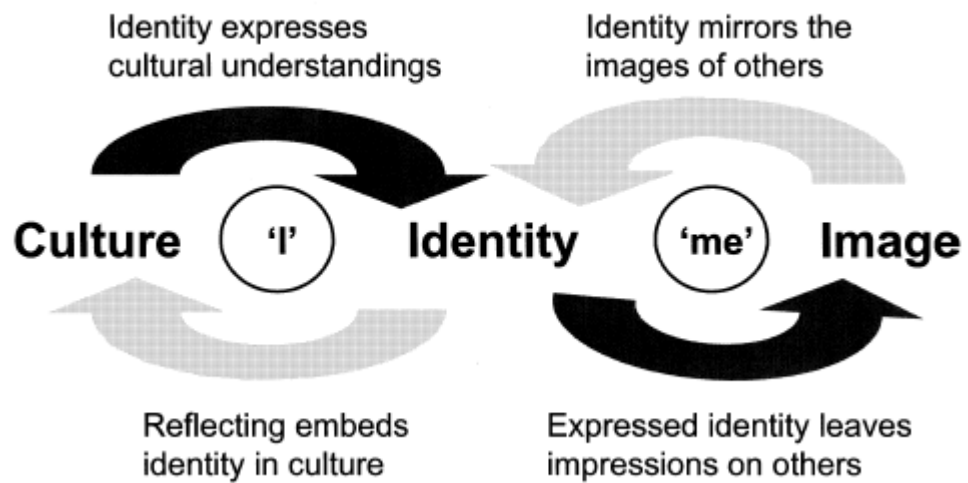 Identity expresses
cultural understandings
Identity mirrors the
images of others
Culture
‘I’
Identity
‘me’
Image
Reflecting embeds
identity in culture
Expressed identity leaves
impressions on others